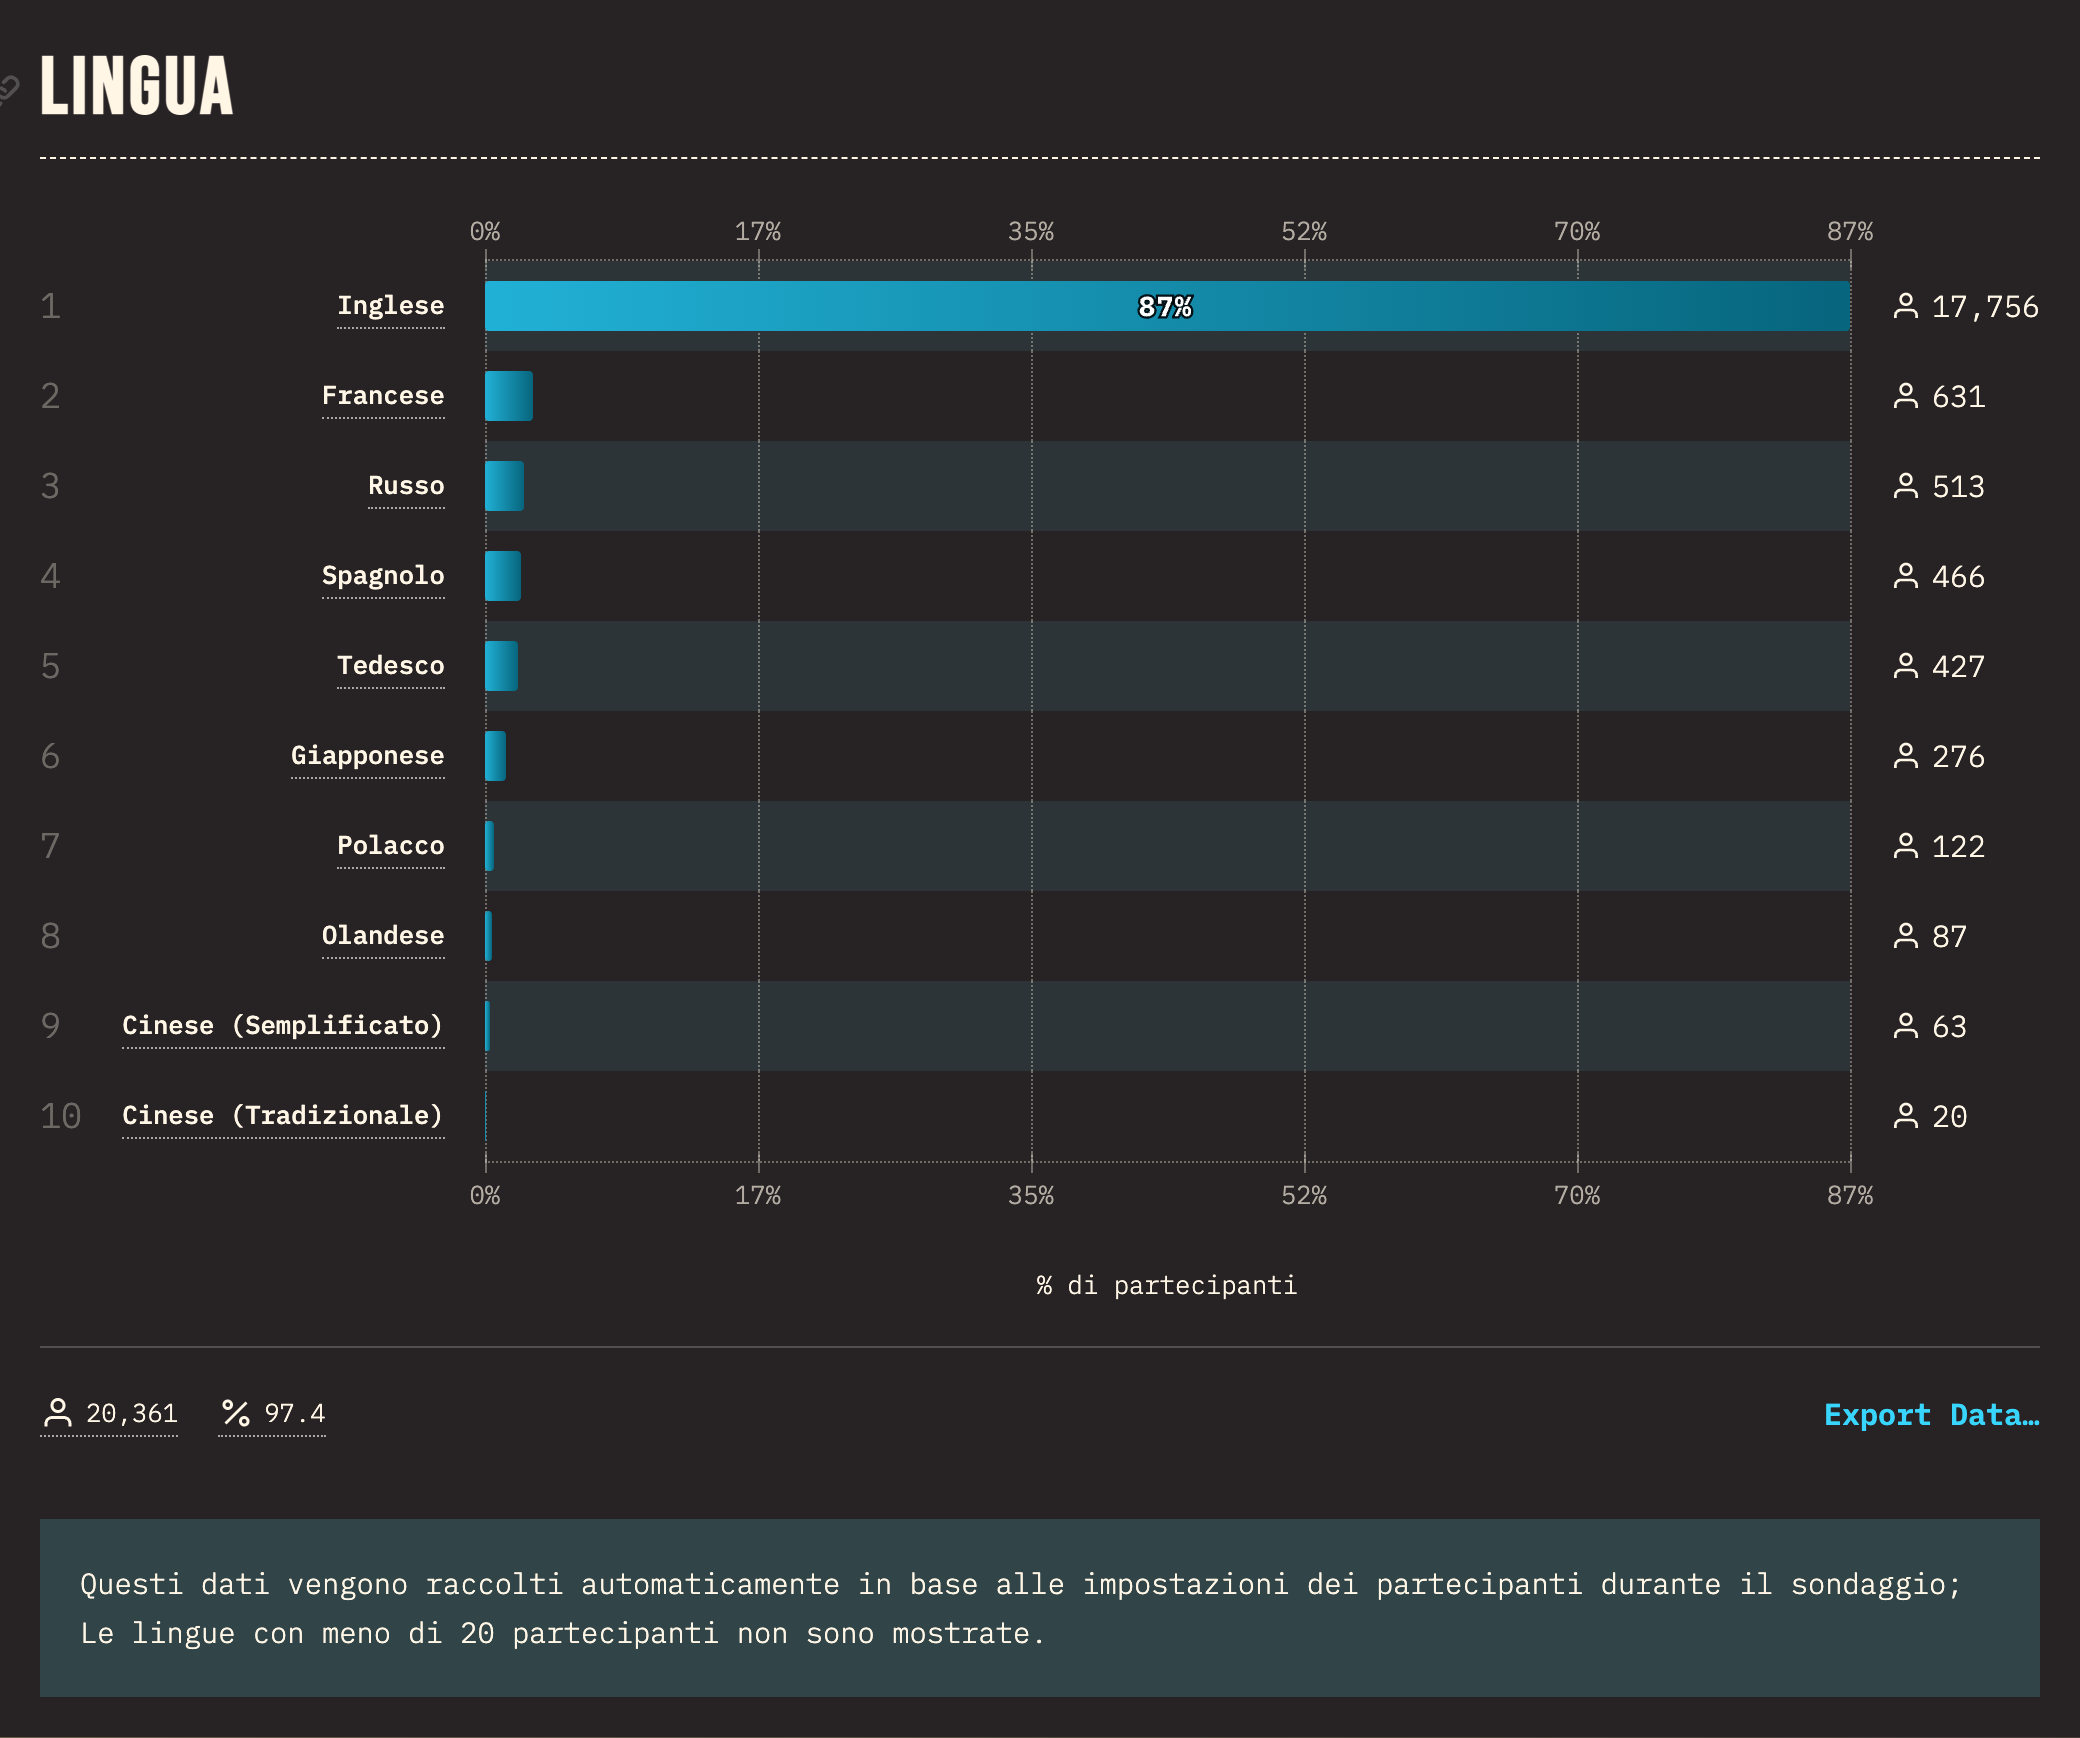 LINGUA
0% 17% 35% 52% 70% 87%
1 Inglese 87% 17,756
2 Francese 631
3 Russo 513
4 Spagnolo 466
5 Tedesco 427
6 Giapponese 276
7 Polacco 122
8 Olandese 87
9 Cinese (Semplificato) 63
10 Cinese (Tradizionale) 20
0% 17% 35% 52% 70% 87%
% di partecipanti
20,361 % 97.4 Export Data…
Questi dati vengono raccolti automaticamente in base alle impostazioni dei partecipanti durante il sondaggio;
Le lingue con meno di 20 partecipanti non sono mostrate.